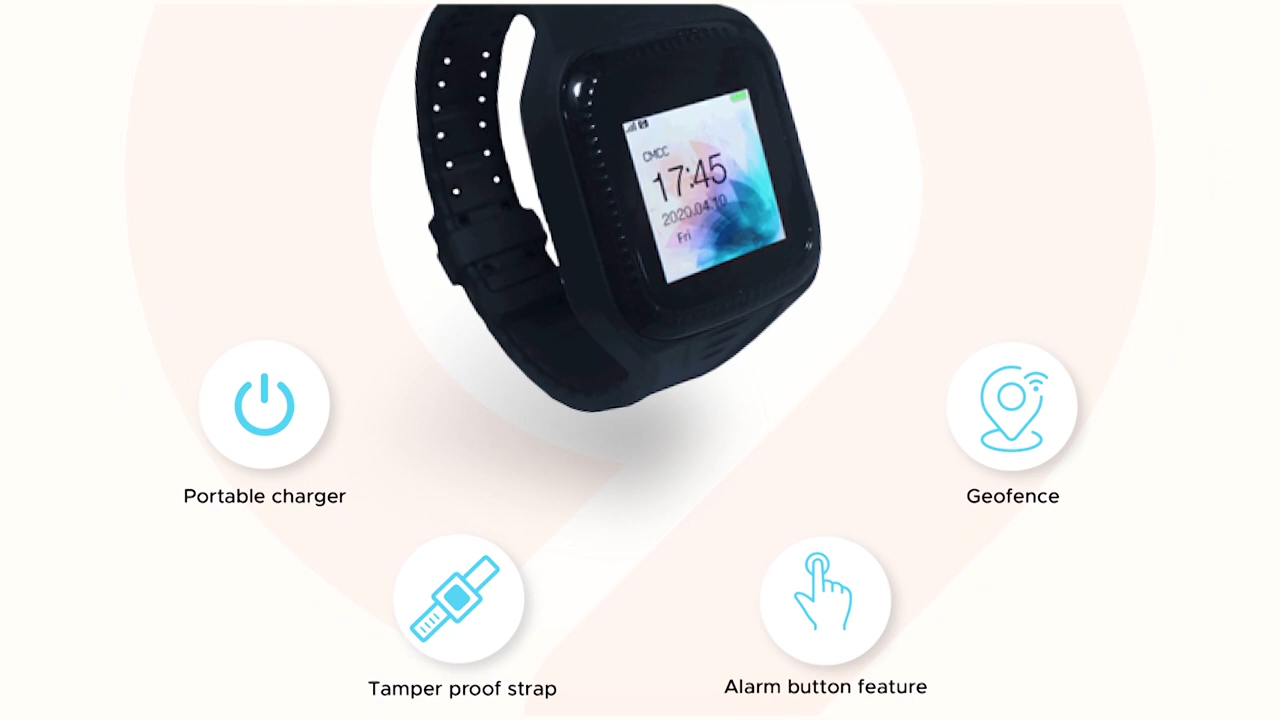 CMCC
17:45
2020.04.10
Fri
Portable charger
Geofence
Tamper proof strap
Alarm button feature